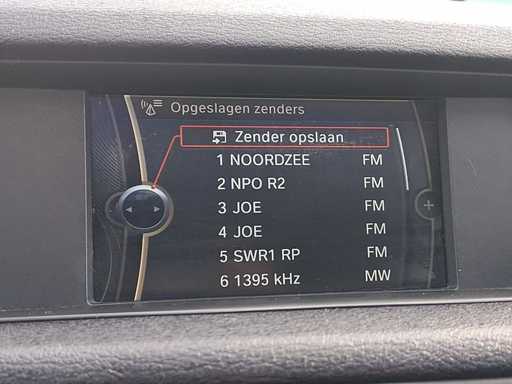 Opgeslagen zenders
Zender opslaan
1 NOORDZEE FM
2 NPO R2 FM
3 JOE FM
4 JOE FM
5 SWR1 RP FM
6 1395 kHz MW